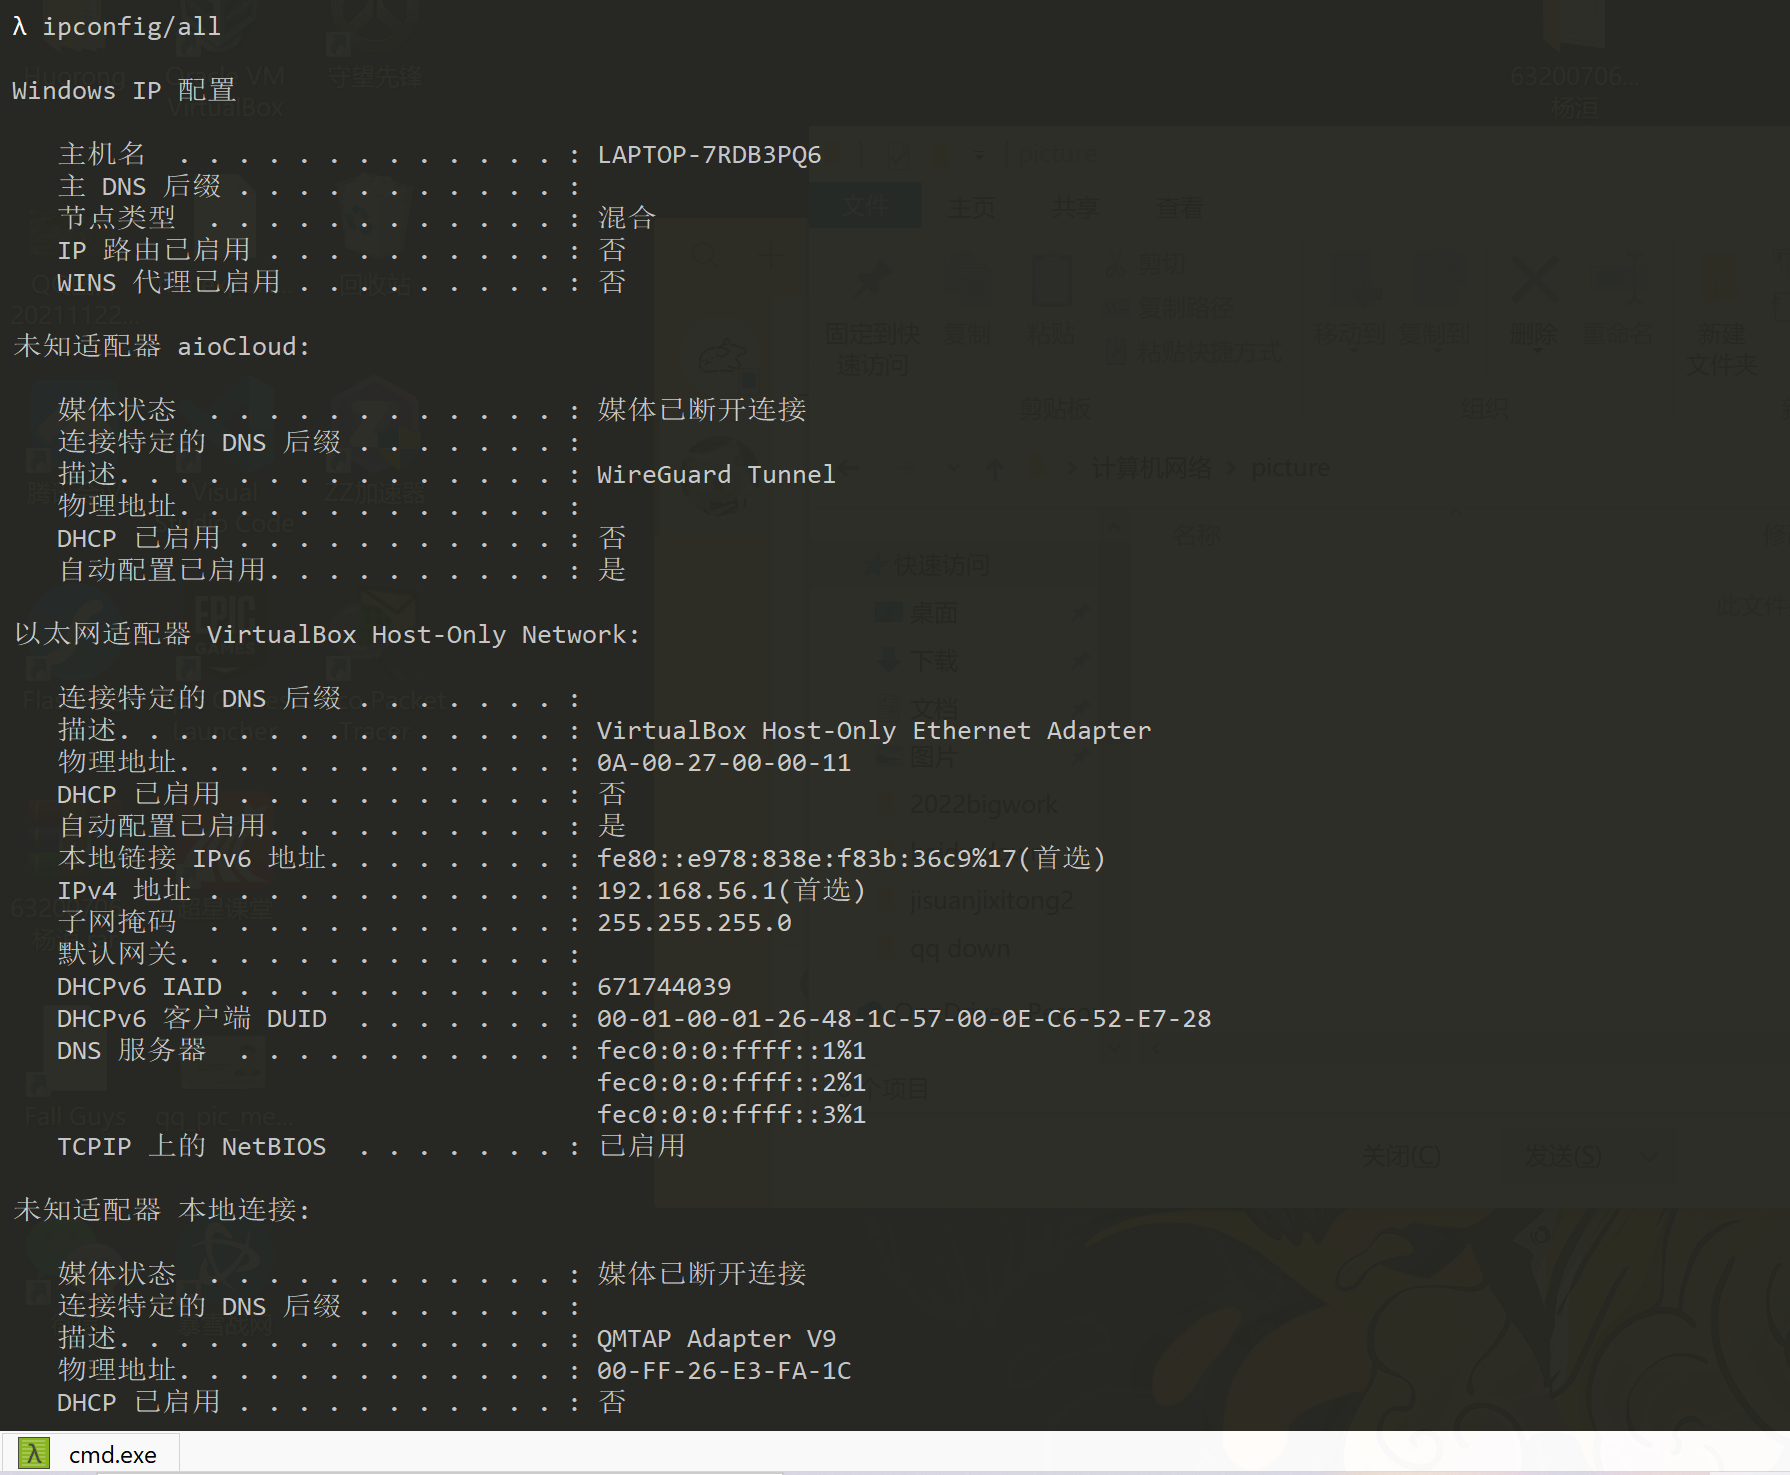 λ ipconfig/all
Windows IP 配置
主机名 . . . . . . . . . . . . . : LAPTOP-7RDB3PQ6
主 DNS 后缀 . . . . . . . . . . . :
节点类型 . . . . . . . . . . . . : 混合
IP 路由已启用 . . . . . . . . . . : 否
WINS 代理已启用 . . . . . . . . . : 否
未知适配器 aioCloud:
媒体状态 . . . . . . . . . . . . : 媒体已断开连接
连接特定的 DNS 后缀 . . . . . . . :
描述. . . . . . . . . . . . . . . : WireGuard Tunnel
物理地址. . . . . . . . . . . . . :
DHCP 已启用 . . . . . . . . . . . : 否
自动配置已启用. . . . . . . . . . : 是
以太网适配器 VirtualBox Host-Only Network:
连接特定的 DNS 后缀 . . . . . . . :
描述. . . . . . . . . . . . . . . : VirtualBox Host-Only Ethernet Adapter
物理地址. . . . . . . . . . . . . : 0A-00-27-00-00-11
DHCP 已启用 . . . . . . . . . . . : 否
自动配置已启用. . . . . . . . . . : 是
本地链接 IPv6 地址. . . . . . . . : fe80::e978:838e:f83b:36c9%17(首选)
IPv4 地址 . . . . . . . . . . . . : 192.168.56.1(首选)
子网掩码 . . . . . . . . . . . . : 255.255.255.0
默认网关. . . . . . . . . . . . . :
DHCPv6 IAID . . . . . . . . . . . : 671744039
DHCPv6 客户端 DUID . . . . . . . : 00-01-00-01-26-48-1C-57-00-0E-C6-52-E7-28
DNS 服务器 . . . . . . . . . . . : fec0:0:0:ffff::1%1
fec0:0:0:ffff::2%1
fec0:0:0:ffff::3%1
TCPIP 上的 NetBIOS . . . . . . . : 已启用
未知适配器 本地连接:
媒体状态 . . . . . . . . . . . . : 媒体已断开连接
连接特定的 DNS 后缀 . . . . . . . :
描述. . . . . . . . . . . . . . . : QMTAP Adapter V9
物理地址. . . . . . . . . . . . . : 00-FF-26-E3-FA-1C
DHCP 已启用 . . . . . . . . . . . : 否
λ cmd.exe